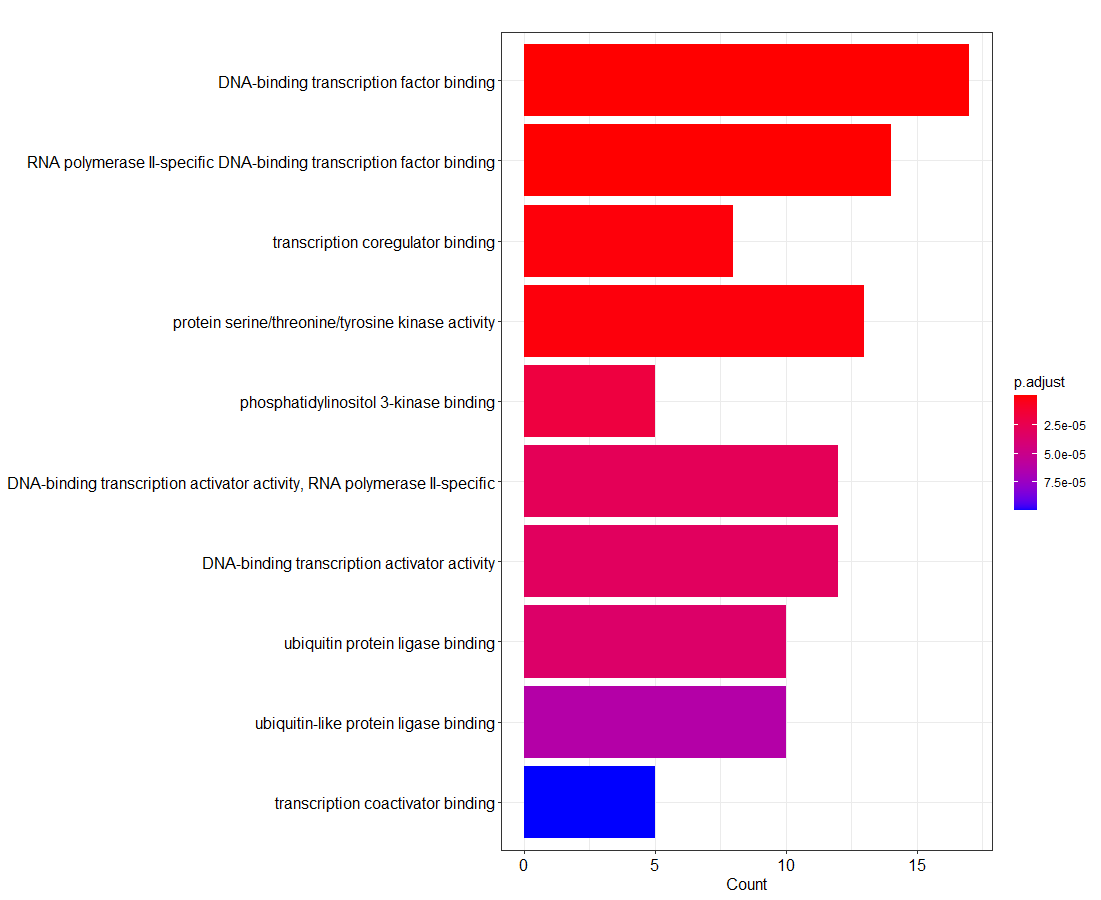 DNA-binding transcription factor binding
RNA polymerase II-specific DNA-binding transcription factor binding
transcription coregulator binding
protein serine/threonine/tyrosine kinase activity
phosphatidylinositol 3-kinase binding
DNA-binding transcription activator activity, RNA polymerase II-specific
DNA-binding transcription activator activity
ubiquitin protein ligase binding
ubiquitin-like protein ligase binding
transcription coactivator binding
0 5 10 15
Count
p.adjust
2.5e-05
5.0e-05
7.5e-05